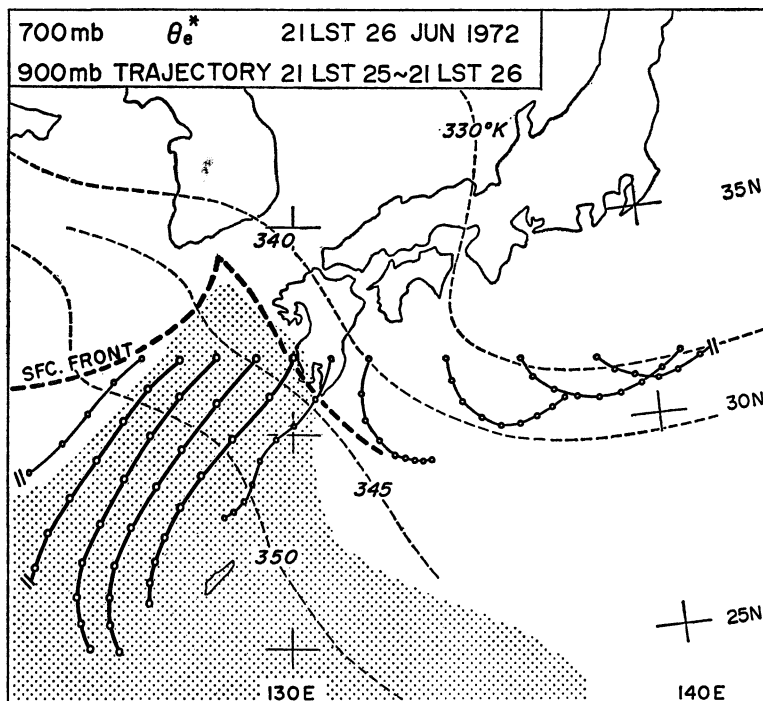 700mb θe* 21 LST 26 JUN 1972
900mb TRAJECTORY 21 LST 25~21 LST 26
330°K
35N
340
SFC. FRONT
30N
345
350
25N
130E 140E